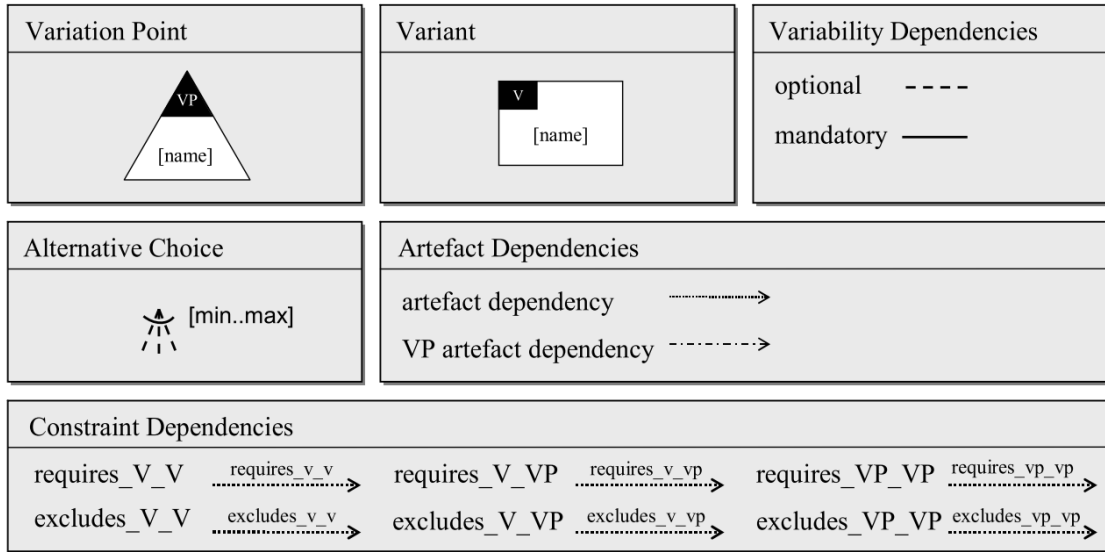 Variation Point
VP
[name]
Variant
V
[name]
Variability Dependencies
optional
mandatory
Alternative Choice
[min..max]
Artefact Dependencies
artefact dependency
VP artefact dependency
Constraint Dependencies
requires_V_V requires_v_v requires_V_VP requires_v_vp requires_VP_VP requires_vp_vp
excludes_V_V excludes_v_v excludes_V_VP excludes_v_vp excludes_VP_VP excludes_vp_vp